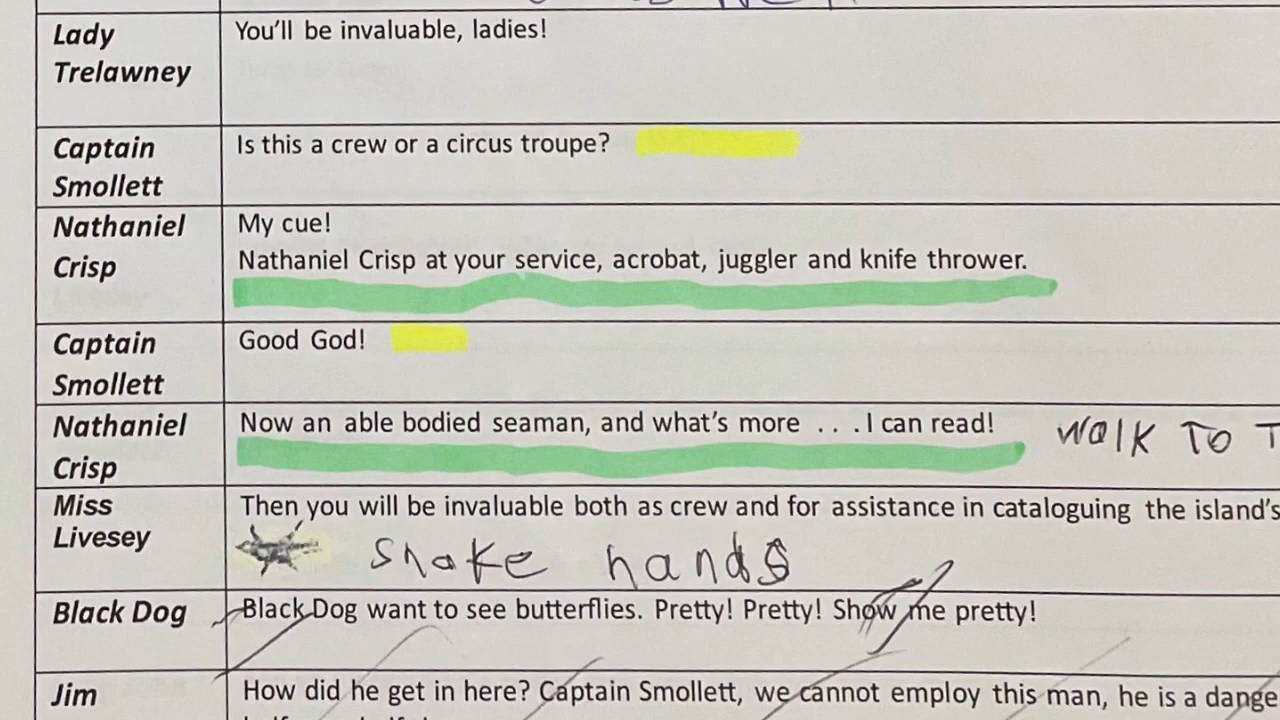 Lady Trelawney
You’ll be invaluable, ladies!
Captain Smollett
Is this a crew or a circus troupe?
Nathaniel Crisp
My cue!
Nathaniel Crisp at your service, acrobat, juggler and knife thrower.
Captain Smollett
Good God!
Nathaniel Crisp
Now an able bodied seaman, and what’s more . . . I can read!
WalK To T
Miss Livesey
Then you will be invaluable both as crew and for assistance in cataloguing the island’s
shake hands
Black Dog
Black Dog want to see butterflies. Pretty! Pretty! Show me pretty!
Jim
How did he get in here? Captain Smollett, we cannot employ this man, he is a dange